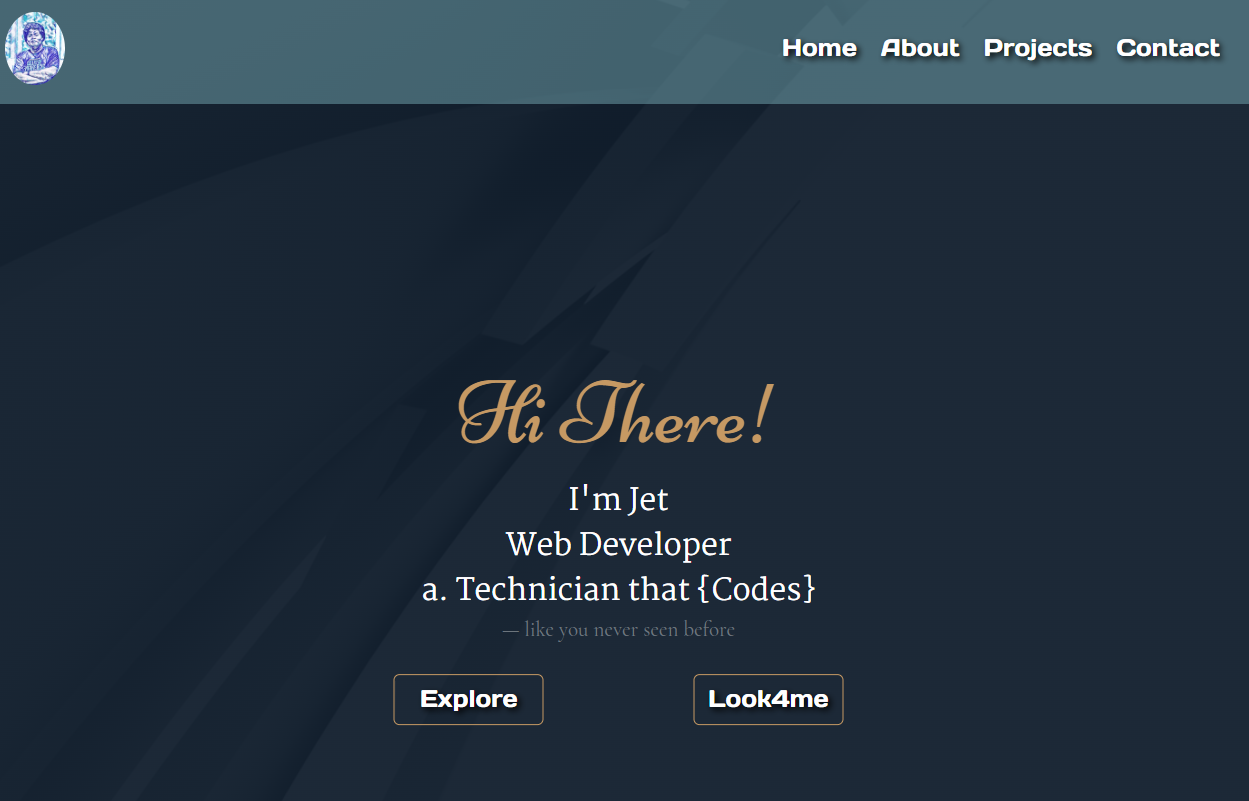 Home About Projects Contact
Hi There!
I'm Jet
Web Developer
a. Technician that {Codes}
— like you never seen before
Explore Look4me